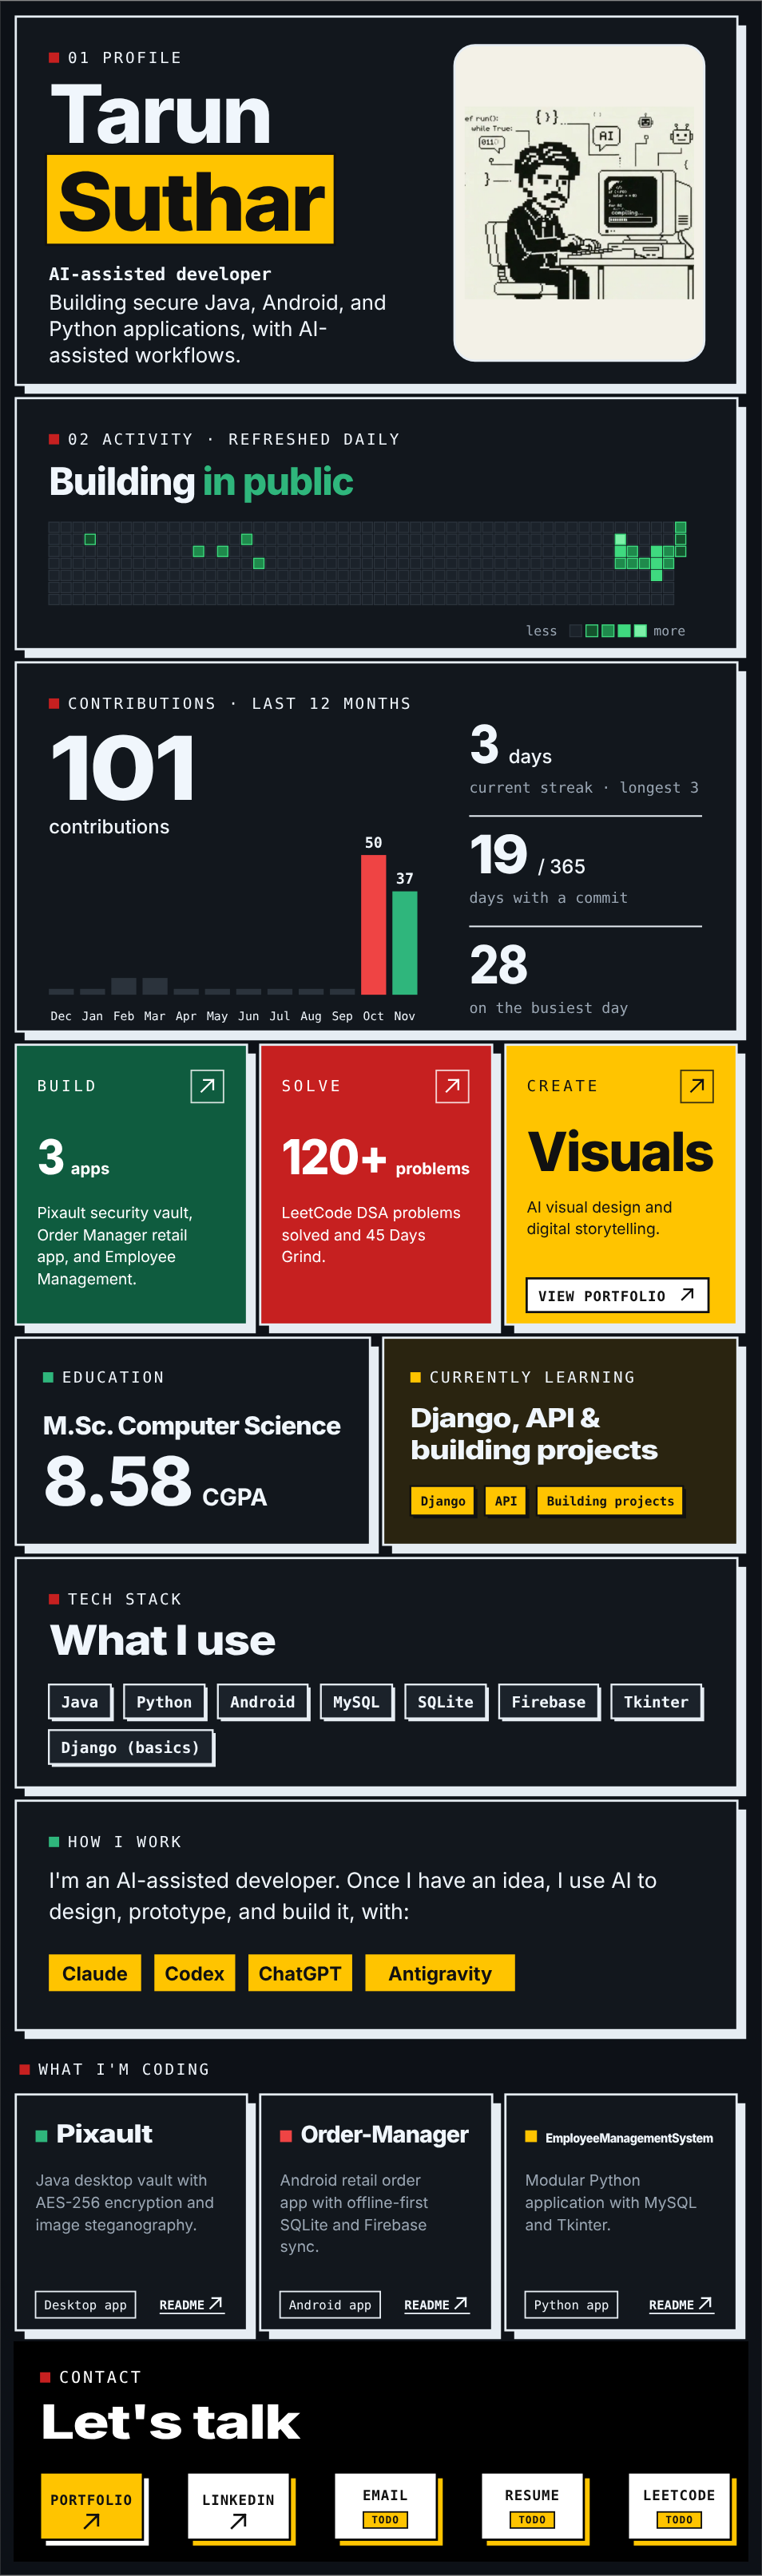 01 PROFILE
Tarun
Suthar
AI-assisted developer
Building secure Java, Android, and
Python applications, with AI-
assisted workflows.
ef run():
while True:
{ }
AI
011
}
compiling...
02 ACTIVITY · REFRESHED DAILY
Building in public
less more
CONTRIBUTIONS · LAST 12 MONTHS
101
contributions
50
37
Dec Jan Feb Mar Apr May Jun Jul Aug Sep Oct Nov
3 days
current streak · longest 3
19 / 365
days with a commit
28
on the busiest day
BUILD
3 apps
Pixault security vault,
Order Manager retail
app, and Employee
Management.
SOLVE
120+ problems
LeetCode DSA problems
solved and 45 Days
Grind.
CREATE
Visuals
AI visual design and
digital storytelling.
VIEW PORTFOLIO
EDUCATION
M.Sc. Computer Science
8.58 CGPA
CURRENTLY LEARNING
Django, API &
building projects
Django API Building projects
TECH STACK
What I use
Java Python Android MySQL SQLite Firebase Tkinter
Django (basics)
HOW I WORK
I'm an AI-assisted developer. Once I have an idea, I use AI to
design, prototype, and build it, with:
Claude Codex ChatGPT Antigravity
WHAT I'M CODING
Pixault
Java desktop vault with
AES-256 encryption and
image steganography.
Desktop app README
Order-Manager
Android retail order
app with offline-first
SQLite and Firebase
sync.
Android app README
EmployeeManagementSystem
Modular Python
application with MySQL
and Tkinter.
Python app README
CONTACT
Let's talk
PORTFOLIO
LINKEDIN
EMAIL
TODO
RESUME
TODO
LEETCODE
TODO